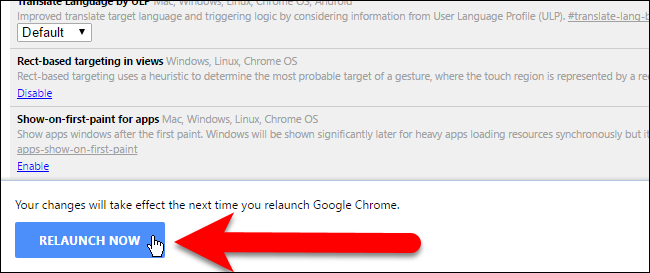 Translate Language by ULP Mac, Windows, Linux, Chrome OS, Android
Improved translate target language and triggering logic by considering information from User Language Profile (ULP). #translate-lang-b
Default
Rect-based targeting in views Windows, Linux, Chrome OS
Rect-based targeting uses a heuristic to determine the most probable target of a gesture, where the touch region is represented by a rec
Disable
Show-on-first-paint for apps Mac, Windows, Linux, Chrome OS
Show apps windows after the first paint. Windows will be shown significantly later for heavy apps loading resources synchronously but it
apps-show-on-first-paint
Enable
Your changes will take effect the next time you relaunch Google Chrome.
RELAUNCH NOW